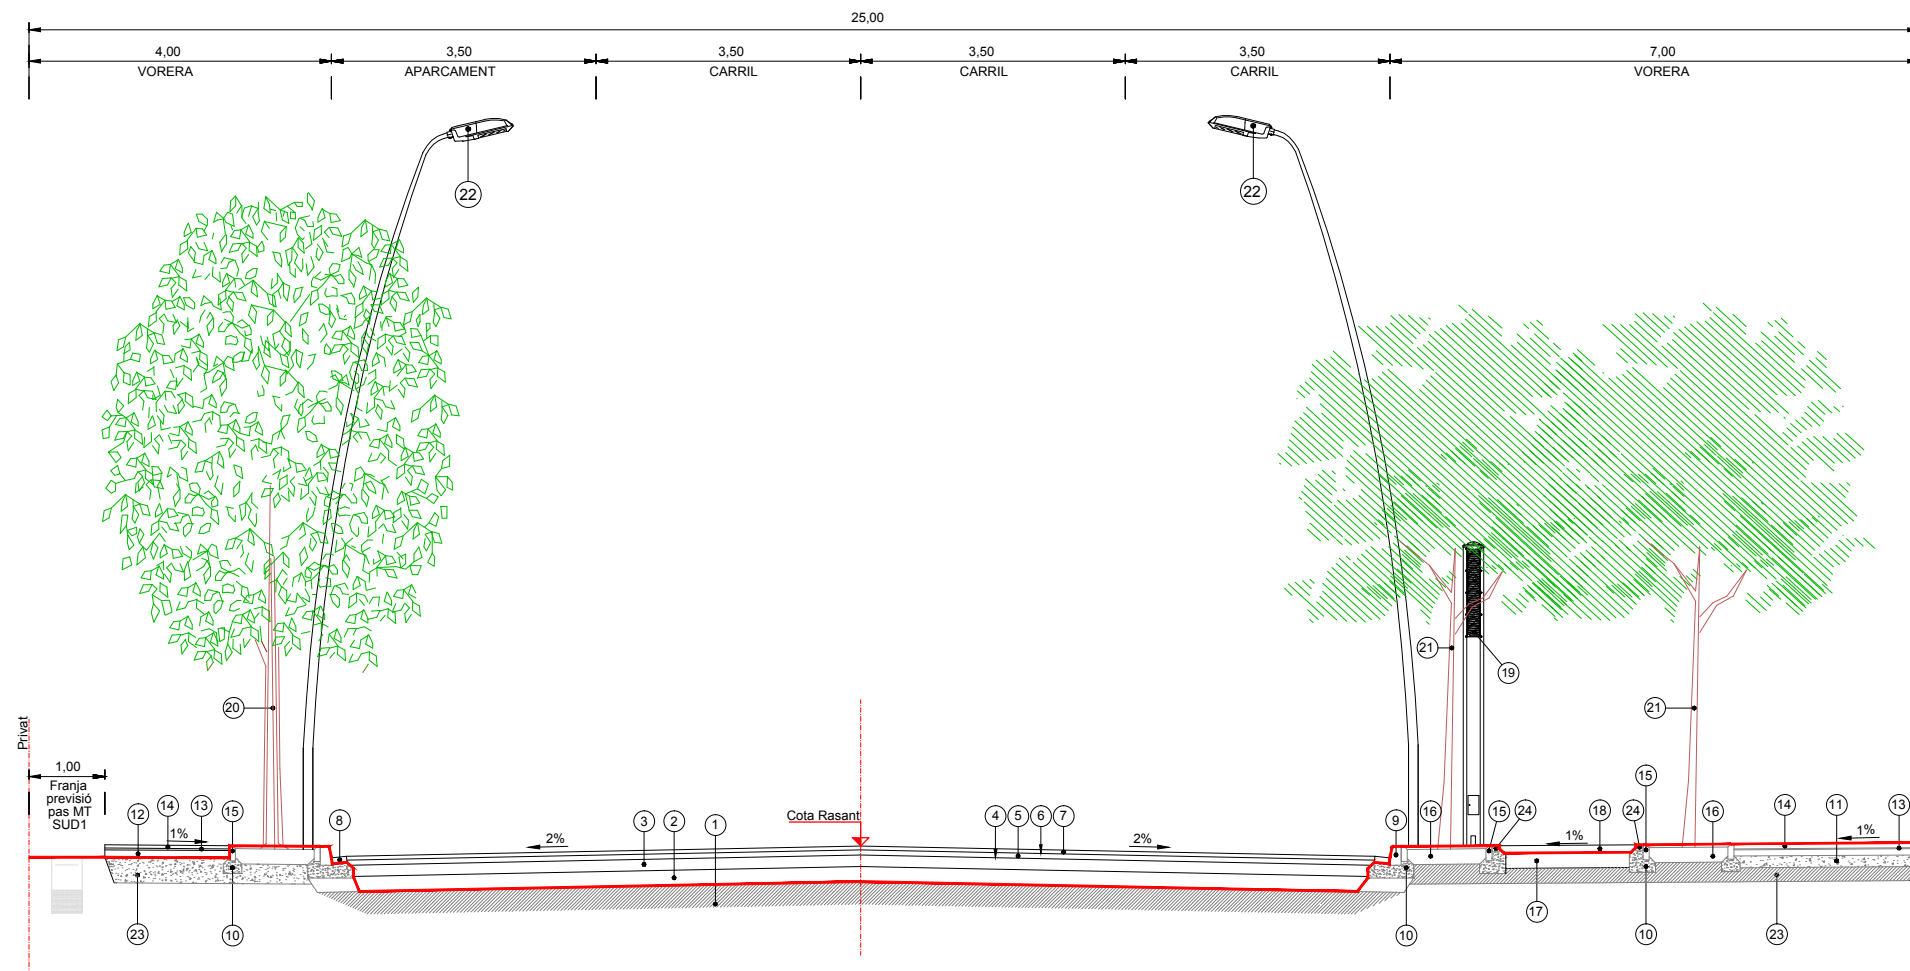 25,00
4,00 3,50 3,50 3,50 3,50 7,00
VORERA APARCAMENT CARRIL CARRIL CARRIL VORERA
22 22
21 19
20 21
Privat
1,00
Franja
previsió
pas MT
SUD1
12 14 13 15 8 3 2 1 Cota Rasant 4 5 6 7 9 16 15 24 18 24 15 16 14 11 13
1% 2% 2% 1% 1%
23 10 10 17 10 23